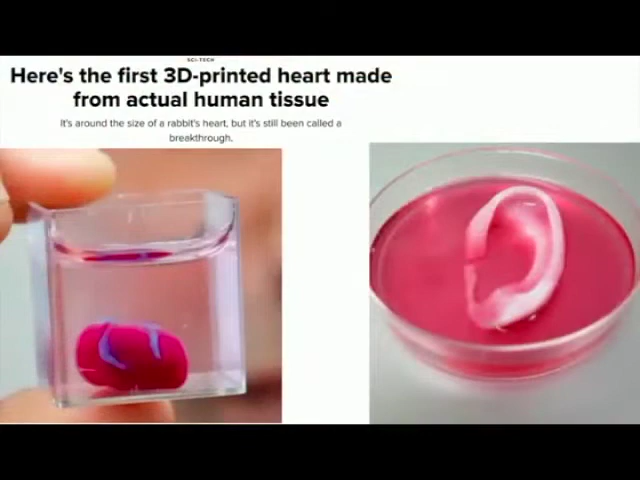 SCI-TECH
Here's the first 3D-printed heart made
from actual human tissue
It's around the size of a rabbit's heart, but it's still been called a
breakthrough.